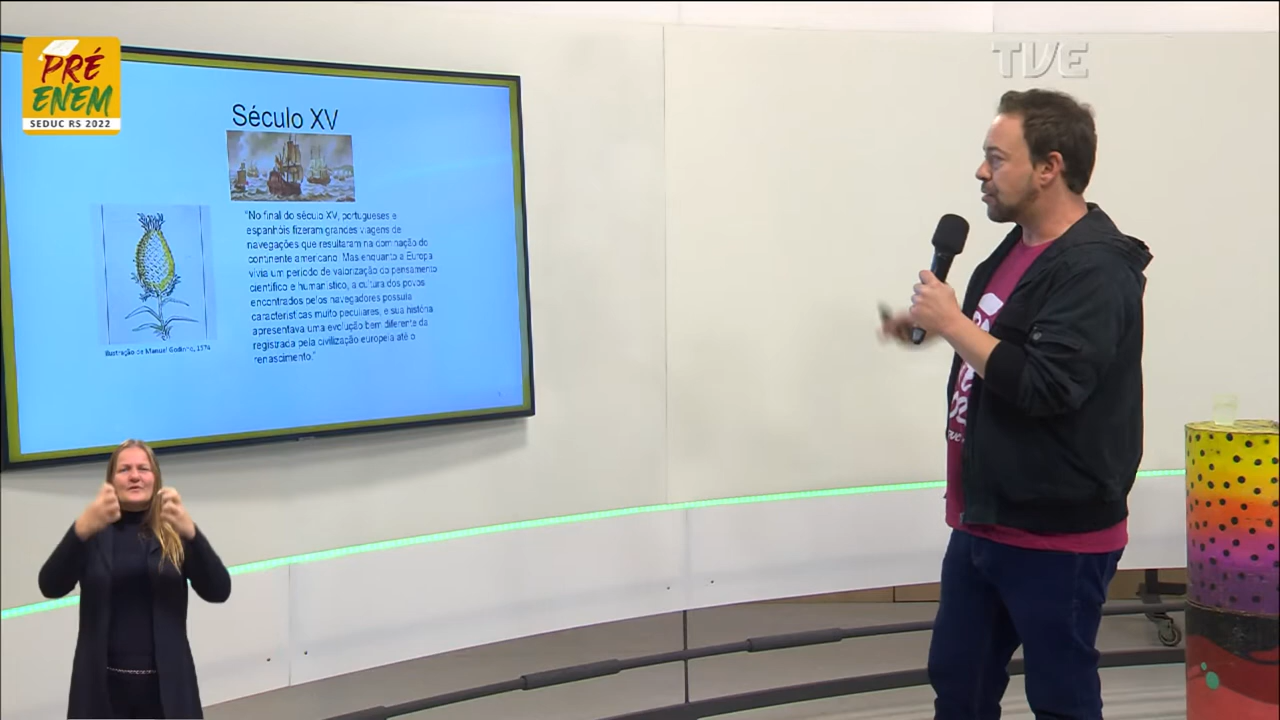 PRÉ
ENEM
SEDUC RS 2022
TVE
Século XV
"No final do século XV, portugueses e
espanhóis fizeram grandes viagens de
navegações que resultaram na dominação do
continente americano. Mas enquanto a Europa
vivia um período de valorização do pensamento
científico e humanístico, a cultura dos povos
encontrados pelos navegadores possuía
características muito peculiares, e sua história
apresentava uma evolução bem diferente da
registrada pela civilização europeia até o
renascimento."
Ilustração de Manuel Godinho, 1574